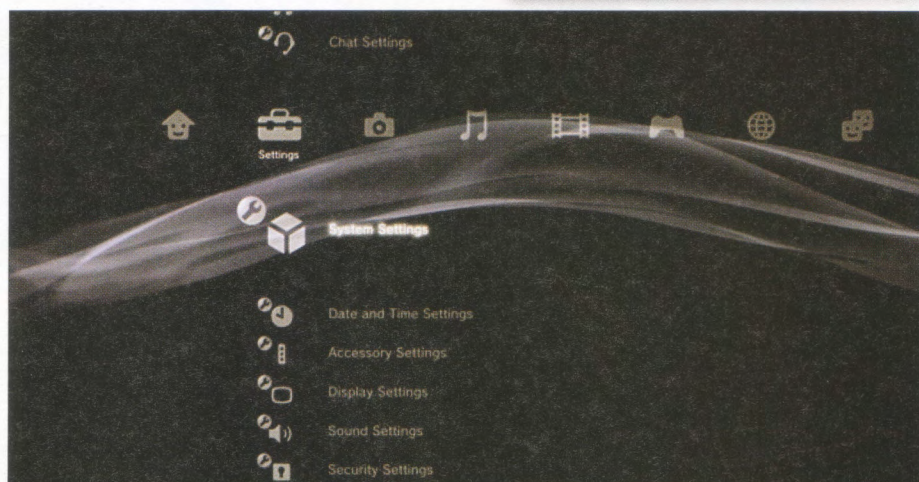 Chat Settings
Settings
System Settings
Date and Time Settings
Accessory Settings
Display Settings
Sound Settings
Security Settings